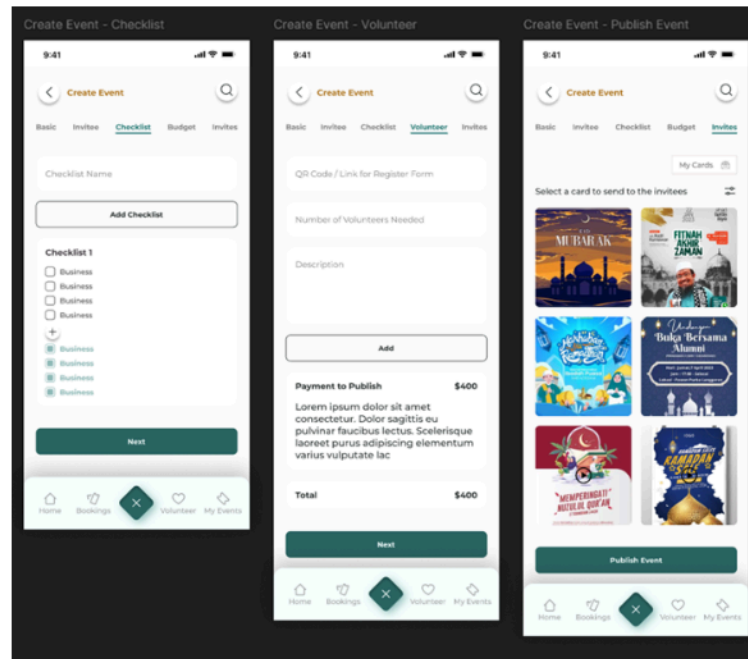 Create Event - Checklist
9:41
Create Event
Basic Invitee Checklist Budget Invites
Checklist Name
Add Checklist
Checklist 1
Business
Business
Business
Business
+
Business
Business
Business
Business
Next
Home Bookings Volunteer My Events
Create Event - Volunteer
9:41
Create Event
Basic Invitee Checklist Volunteer Invites
QR Code / Link for Register Form
Number of Volunteers Needed
Description
Add
Payment to Publish $400
Lorem ipsum dolor sit amet
consectetur. Dolor sagittis eu
pulvinar faucibus lectus. Scelerisque
laoreet purus adipiscing elementum
varius vulputate lac
Total $400
Next
Home Bookings Volunteer My Events
Create Event - Publish Event
9:41
Create Event
Basic Invitee Checklist Budget Invites
My Cards
Select a card to send to the invitees
MUBARAK
FITNAH
AKHIR
ZAMAN
Ramadan
Undangan
Buka Bersama
Alumni
MEMPERINGATI
NUZULUL QUR'AN
RAMADAN
SALE
Publish Event
Home Bookings Volunteer My Events